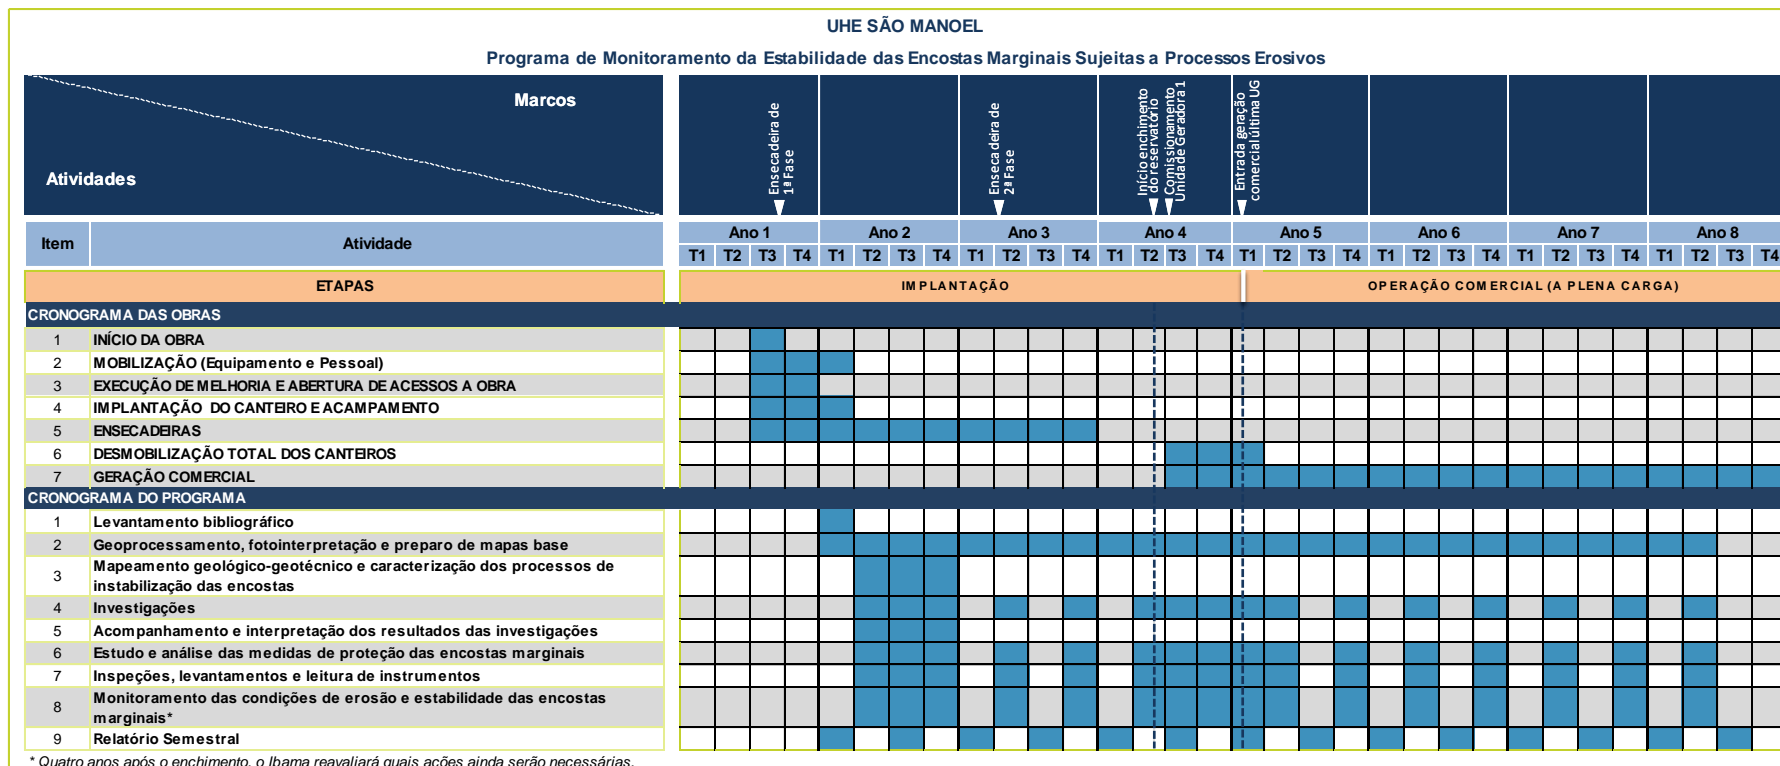 UHE SÃO MANOEL
Programa de Monitoramento da Estabilidade das Encostas Marginais Sujeitas a Processos Erosivos
Marcos
Atividades
Ensecadeira de
1ª Fase
Ensecadeira de
2ª Fase
Início enchimento
do reservatório
Comissionamento
Unidade Geradora 1
Entrada geração
comercial última UG
Item Atividade Ano 1 Ano 2 Ano 3 Ano 4 Ano 5 Ano 6 Ano 7 Ano 8
T1 T2 T3 T4 T1 T2 T3 T4 T1 T2 T3 T4 T1 T2 T3 T4 T1 T2 T3 T4 T1 T2 T3 T4 T1 T2 T3 T4 T1 T2 T3 T4
ETAPAS IMPLANTAÇÃO OPERAÇÃO COMERCIAL (A PLENA CARGA)
CRONOGRAMA DAS OBRAS
1 INÍCIO DA OBRA
2 MOBILIZAÇÃO (Equipamento e Pessoal)
3 EXECUÇÃO DE MELHORIA E ABERTURA DE ACESSOS A OBRA
4 IMPLANTAÇÃO DO CANTEIRO E ACAMPAMENTO
5 ENSECADEIRAS
6 DESMOBILIZAÇÃO TOTAL DOS CANTEIROS
7 GERAÇÃO COMERCIAL
CRONOGRAMA DO PROGRAMA
1 Levantamento bibliográfico
2 Geoprocessamento, fotointerpretação e preparo de mapas base
3 Mapeamento geológico-geotécnico e caracterização dos processos de
instabilização das encostas
4 Investigações
5 Acompanhamento e interpretação dos resultados das investigações
6 Estudo e análise das medidas de proteção das encostas marginais
7 Inspeções, levantamentos e leitura de instrumentos
8 Monitoramento das condições de erosão e estabilidade das encostas
marginais*
9 Relatório Semestral
* Quatro anos após o enchimento, o Ibama reavaliará quais ações ainda serão necessárias.